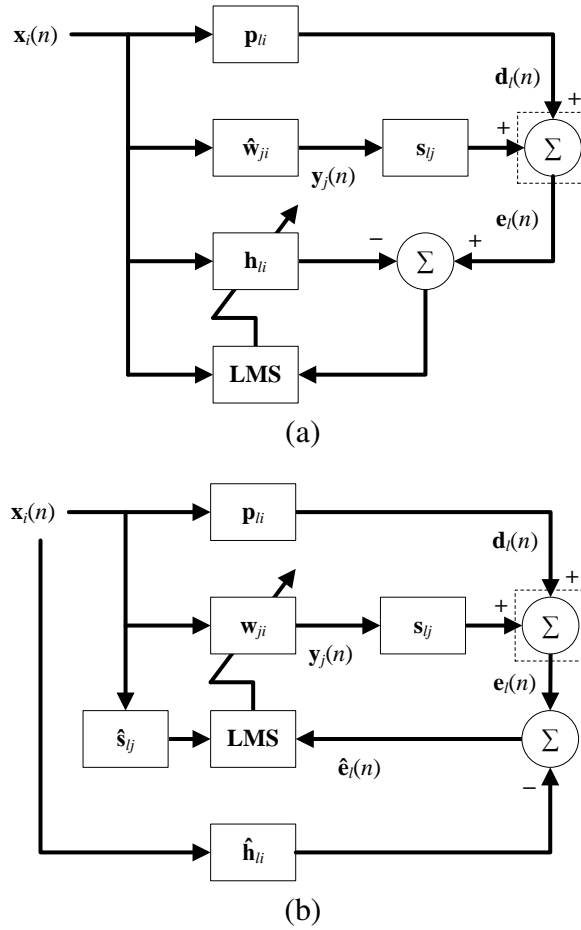 xᵢ(n)
pₗᵢ
dₗ(n)
+
ŵⱼᵢ
yⱼ(n)
sₗⱼ
+
Σ
eₗ(n)
hₗᵢ
−
Σ
+
LMS
(a)
xᵢ(n)
pₗᵢ
dₗ(n)
+
wⱼᵢ
yⱼ(n)
sₗⱼ
+
Σ
eₗ(n)
ŝₗⱼ
LMS
êₗ(n)
Σ
−
ĥₗᵢ
(b)